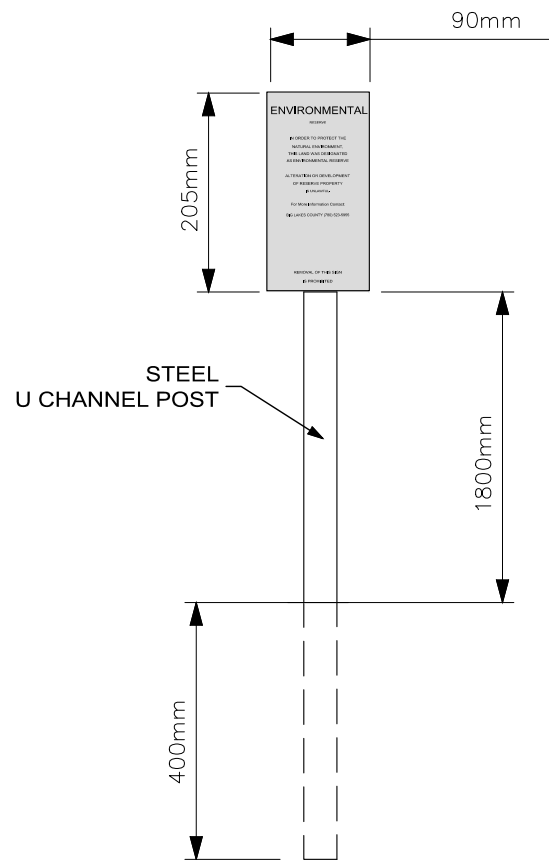 90mm
205mm
ENVIRONMENTAL
RESERVE
IN ORDER TO PROTECT THE
NATURAL ENVIRONMENT,
THIS LAND WAS DESIGNATED
AS ENVIRONMENTAL RESERVE
ALTERATION OR DEVELOPMENT
OF RESERVE PROPERTY
IS UNLAWFUL.
For More Information Contact:
BIG LAKES COUNTY
REMOVAL OF THIS SIGN
IS PROHIBITED
STEEL
U CHANNEL POST
1800mm
400mm